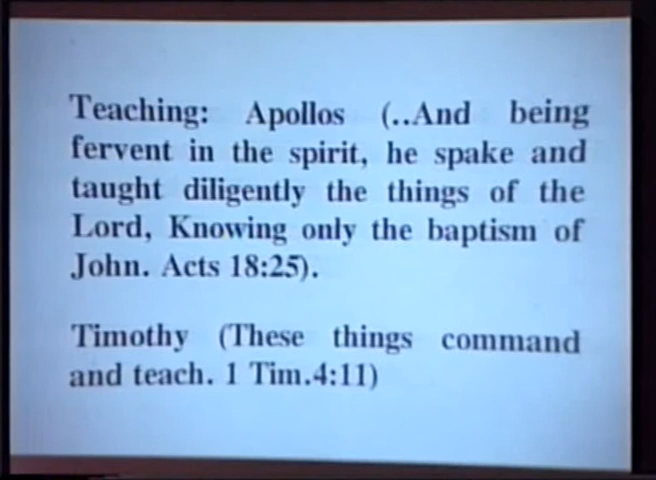 Teaching: Apollos (..And being
fervent in the spirit, he spake and
taught diligently the things of the
Lord, Knowing only the baptism of
John. Acts 18:25).
Timothy (These things command
and teach. 1 Tim.4:11)